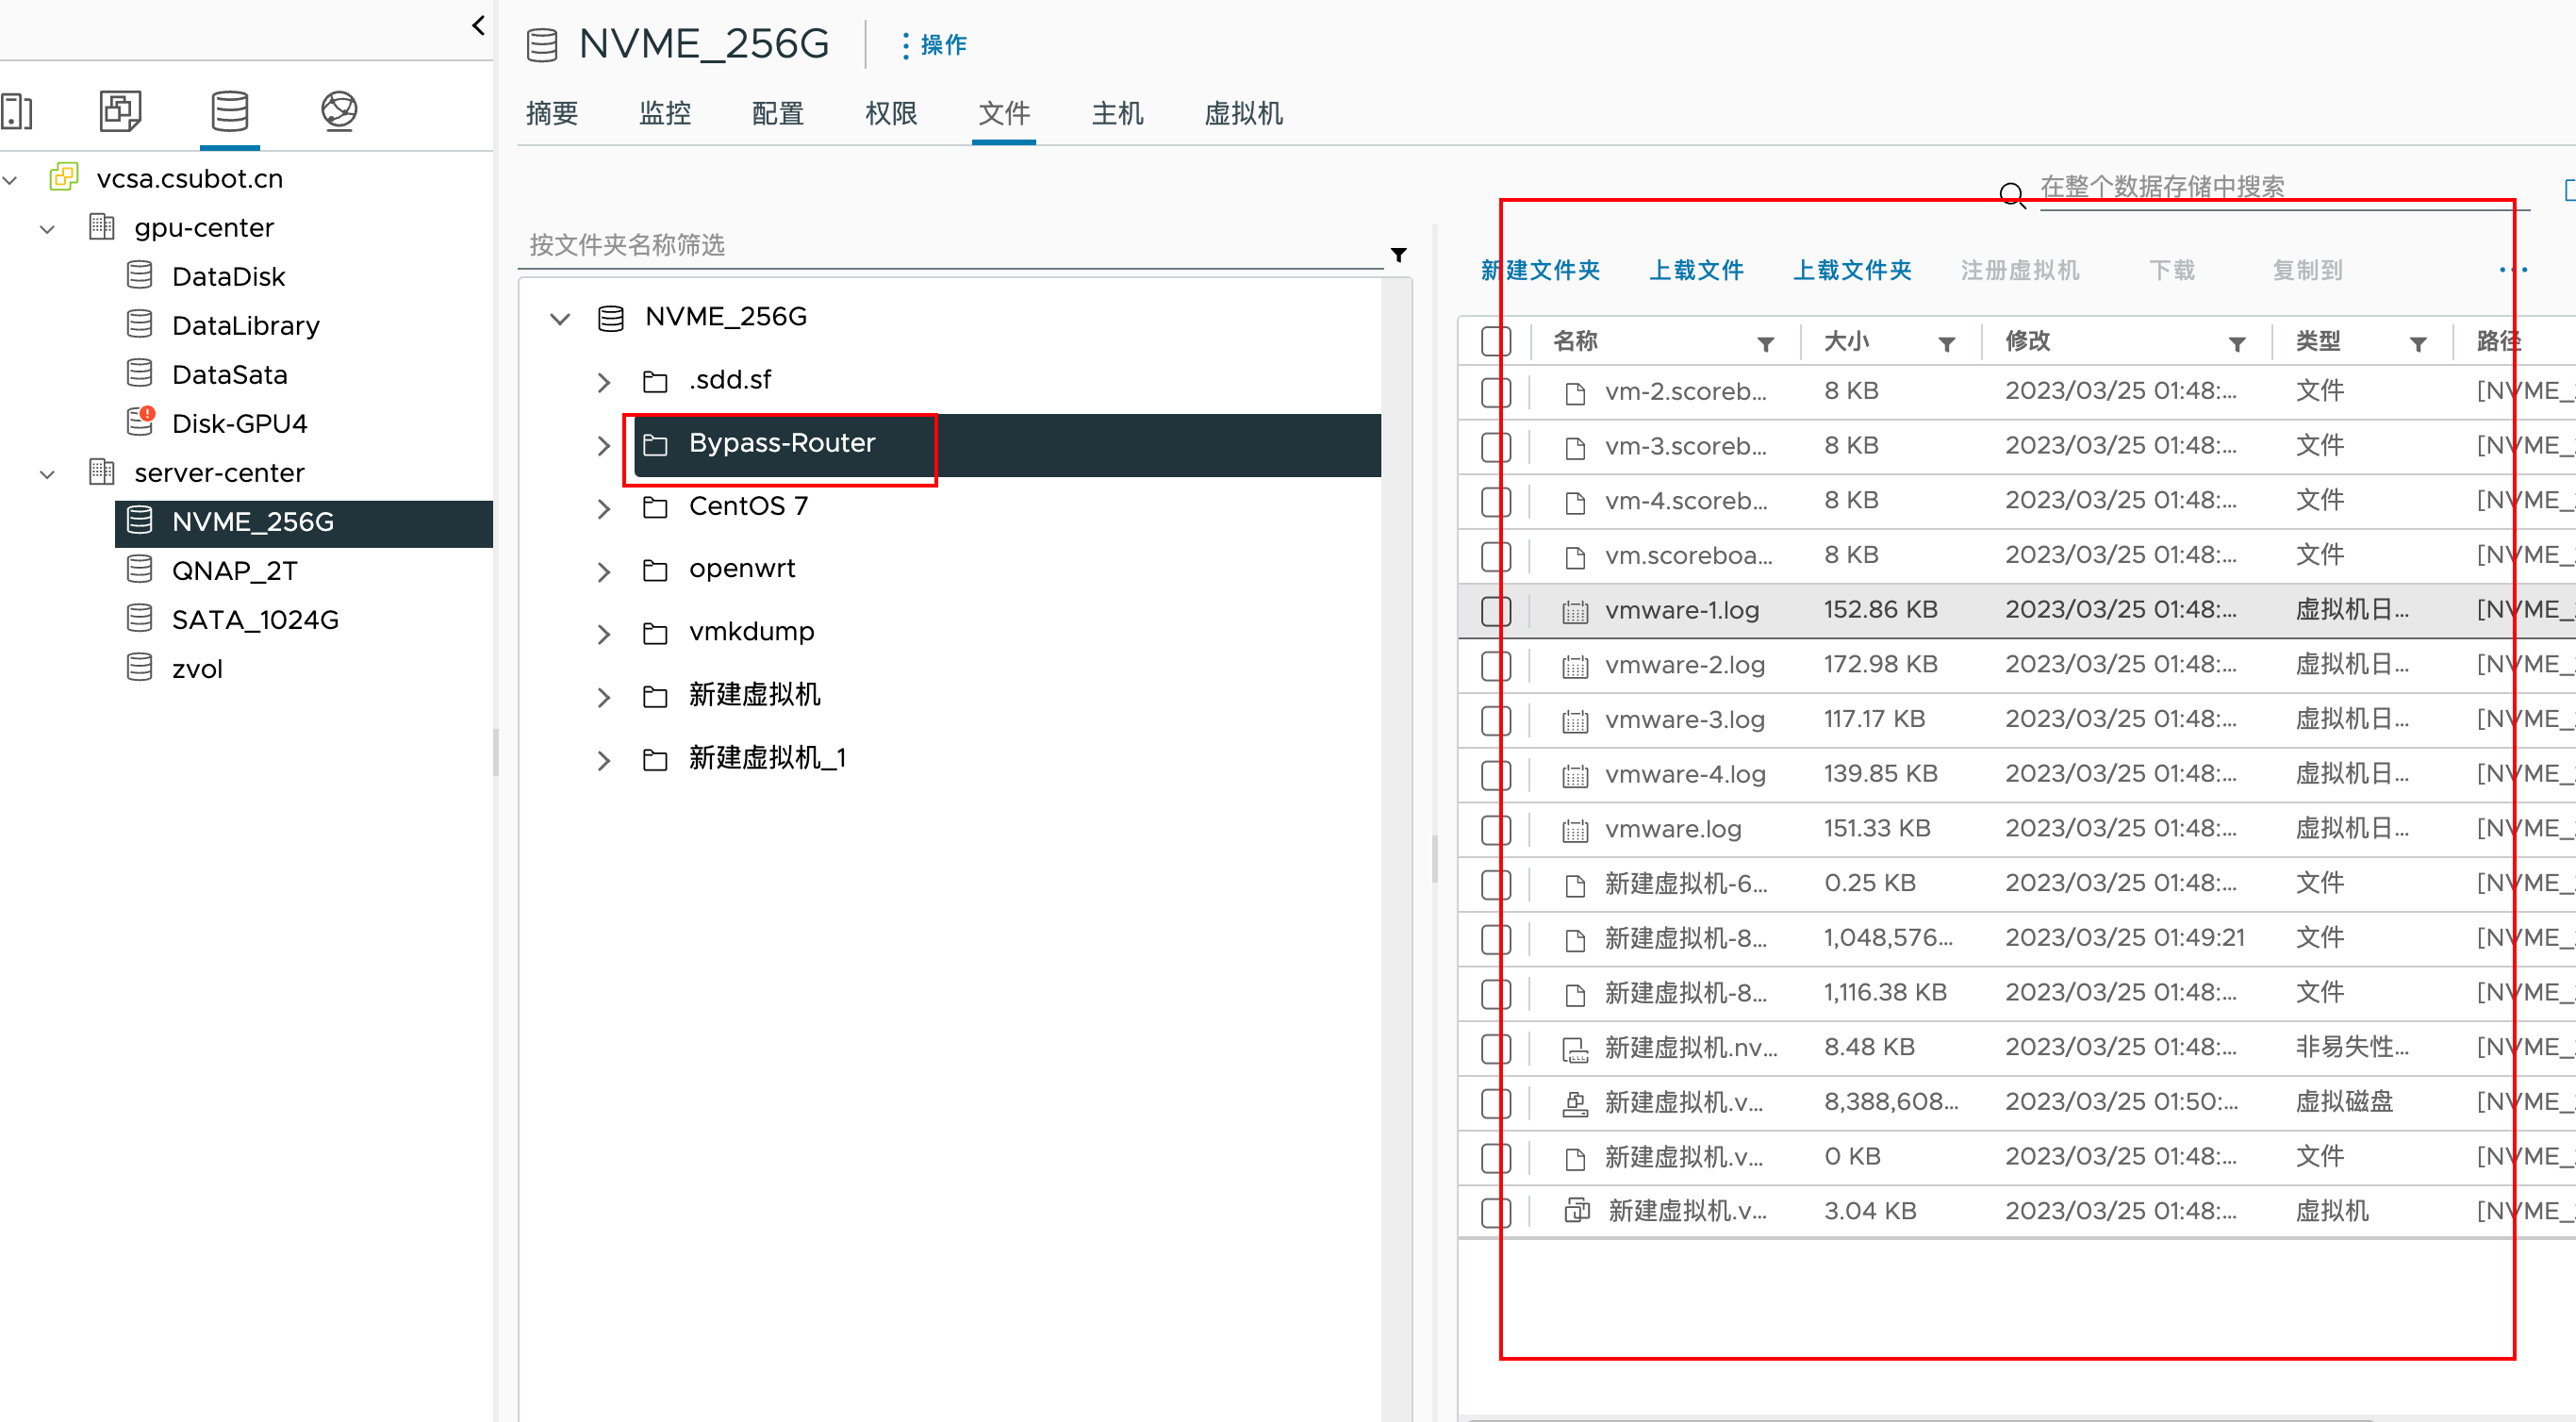 NVME_256G
操作
摘要 监控 配置 权限 文件 主机 虚拟机
vcsa.csubot.cn
gpu-center
DataDisk
DataLibrary
DataSata
Disk-GPU4
server-center
NVME_256G
QNAP_2T
SATA_1024G
zvol
在整个数据存储中搜索
按文件夹名称筛选
NVME_256G
.sdd.sf
Bypass-Router
CentOS 7
openwrt
vmkdump
新建虚拟机
新建虚拟机_1
新建文件夹 上载文件 上载文件夹 注册虚拟机 下载 复制到 ...
名称 大小 修改 类型 路径
vm-2.scoreb... 8 KB 2023/03/25 01:48:... 文件 [NVME_
vm-3.scoreb... 8 KB 2023/03/25 01:48:... 文件 [NVME_
vm-4.scoreb... 8 KB 2023/03/25 01:48:... 文件 [NVME_
vm.scoreboa... 8 KB 2023/03/25 01:48:... 文件 [NVME_
vmware-1.log 152.86 KB 2023/03/25 01:48:... 虚拟机日... [NVME_
vmware-2.log 172.98 KB 2023/03/25 01:48:... 虚拟机日... [NVME_
vmware-3.log 117.17 KB 2023/03/25 01:48:... 虚拟机日... [NVME_
vmware-4.log 139.85 KB 2023/03/25 01:48:... 虚拟机日... [NVME_
vmware.log 151.33 KB 2023/03/25 01:48:... 虚拟机日... [NVME_
新建虚拟机-6... 0.25 KB 2023/03/25 01:48:... 文件 [NVME_
新建虚拟机-8... 1,048,576... 2023/03/25 01:49:21 文件 [NVME_
新建虚拟机-8... 1,116.38 KB 2023/03/25 01:48:... 文件 [NVME_
新建虚拟机.nv... 8.48 KB 2023/03/25 01:48:... 非易失性... [NVME_
新建虚拟机.v... 8,388,608... 2023/03/25 01:50:... 虚拟磁盘 [NVME_
新建虚拟机.v... 0 KB 2023/03/25 01:48:... 文件 [NVME_
新建虚拟机.v... 3.04 KB 2023/03/25 01:48:... 虚拟机 [NVME_